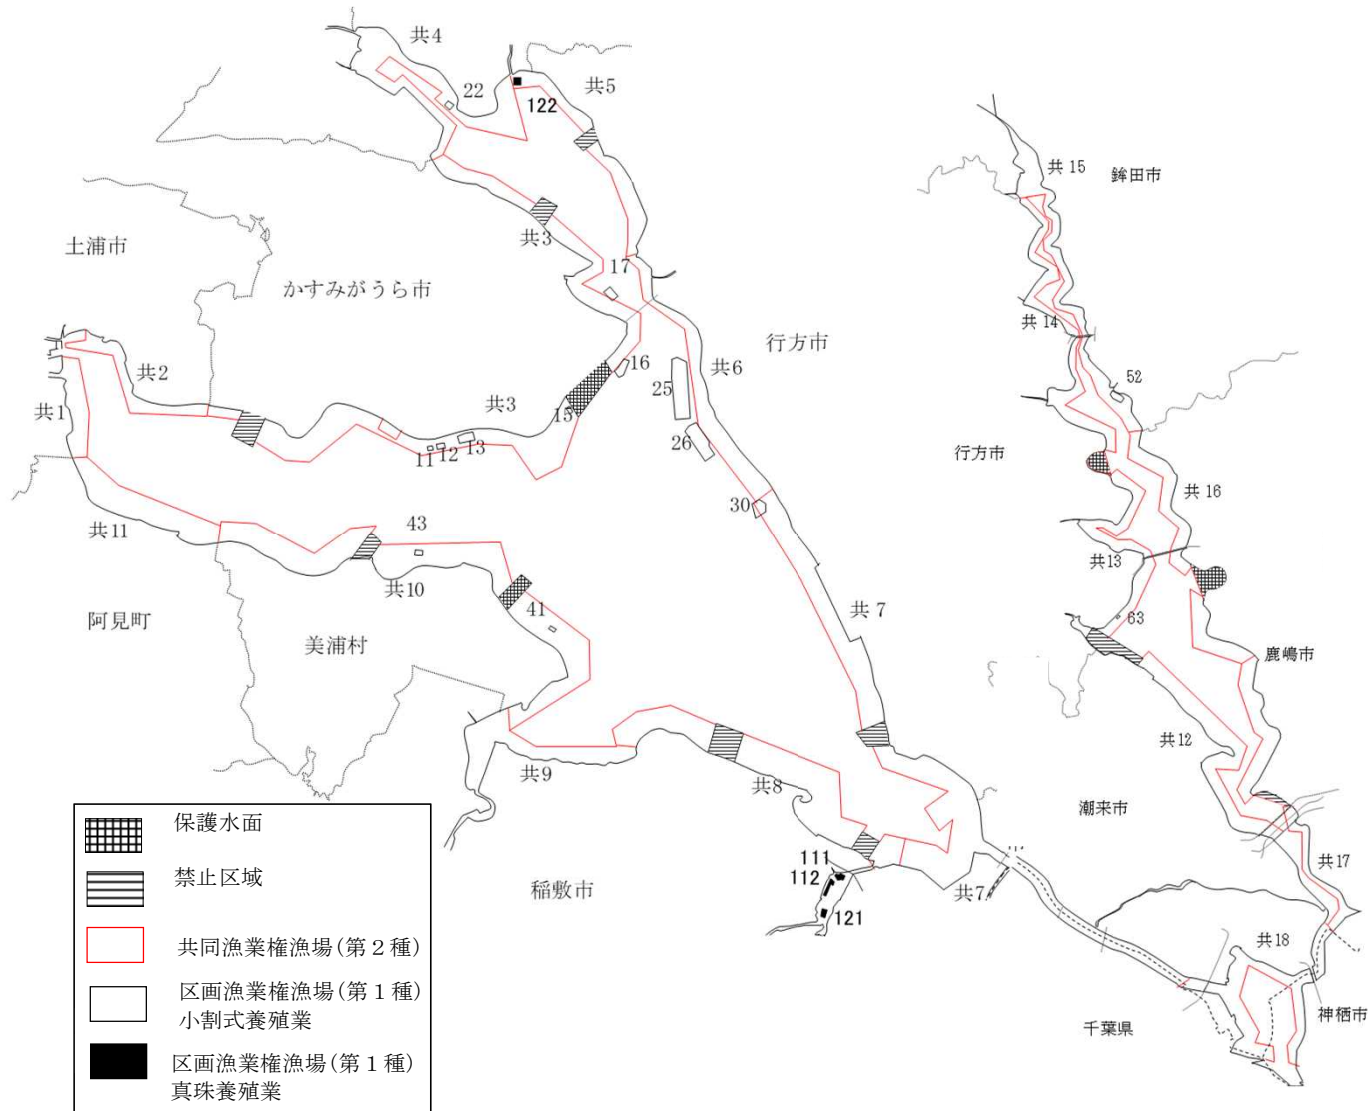 共4
22
共5
122
共3
17
土浦市
かすみがうら市
行方市
共2
共1
16
25
共6
共3
15
26
11
12
13
30
共11
43
共10
41
阿見町
美浦村
共7
共9
共8
稲敷市
111
112
121
共7
共15
鉾田市
共14
52
行方市
共16
共13
63
鹿嶋市
共12
潮来市
共17
共18
神栖市
千葉県
保護水面
禁止区域
共同漁業権漁場(第2種)
区画漁業権漁場(第1種)
小割式養殖業
区画漁業権漁場(第1種)
真珠養殖業